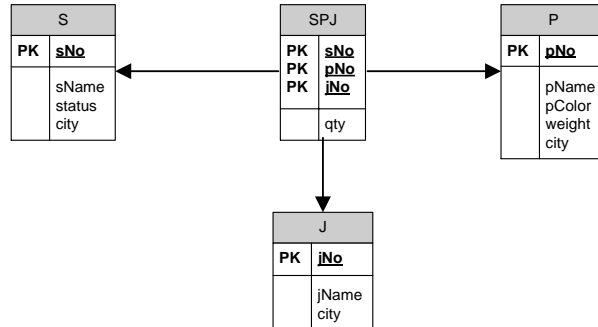 S
PK sNo
sName
status
city
SPJ
PK sNo
PK pNo
PK jNo
qty
P
PK pNo
pName
pColor
weight
city
J
PK jNo
jName
city